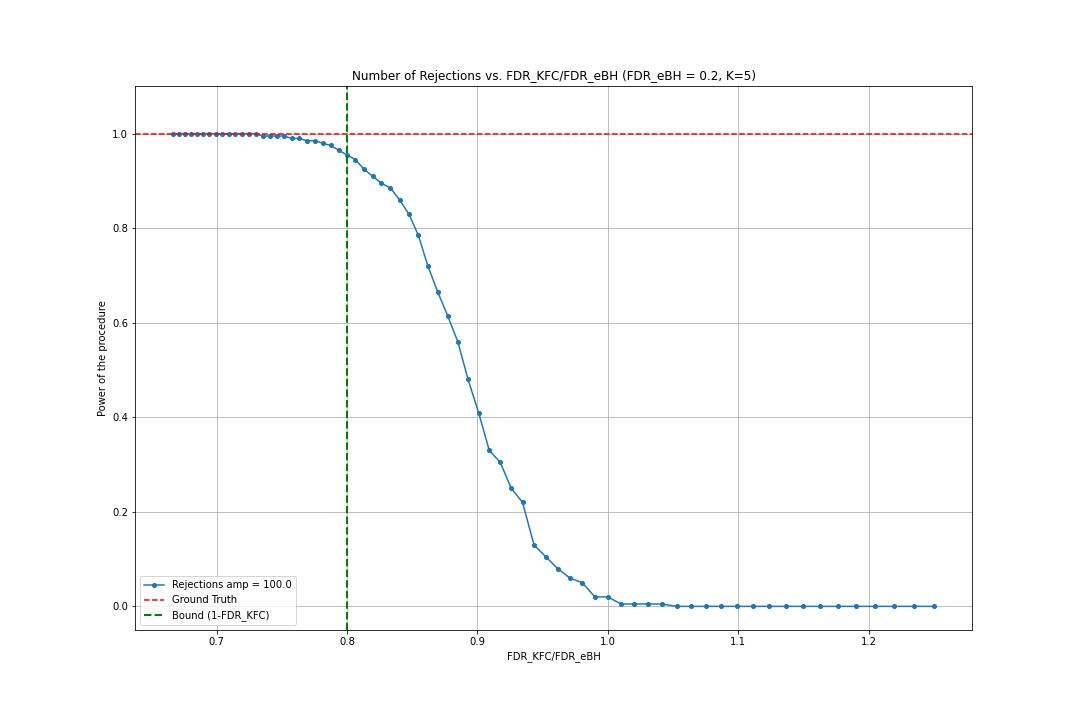 Number of Rejections vs. FDR_KFC/FDR_eBH (FDR_eBH = 0.2, K=5)
Power of the procedure
1.0
0.8
0.6
0.4
0.2
0.0
Rejections amp = 100.0
Ground Truth
Bound (1-FDR_KFC)
0.7 0.8 0.9 1.0 1.1 1.2
FDR_KFC/FDR_eBH